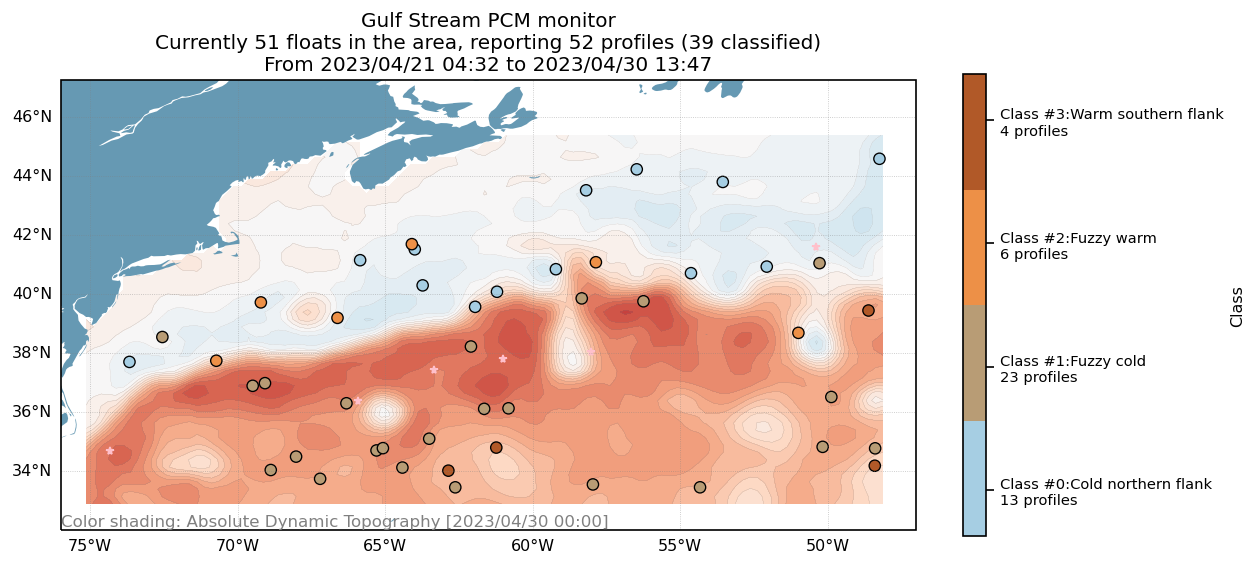 Gulf Stream PCM monitor
Currently 51 floats in the area, reporting 52 profiles (39 classified)
From 2023/04/21 04:32 to 2023/04/30 13:47
46°N
44°N
42°N
40°N
38°N
36°N
34°N
Color shading: Absolute Dynamic Topography [2023/04/30 00:00]
75°W
70°W
65°W
60°W
55°W
50°W
Class #3:Warm southern flank
4 profiles
Class #2:Fuzzy warm
6 profiles
Class #1:Fuzzy cold
23 profiles
Class #0:Cold northern flank
13 profiles
Class